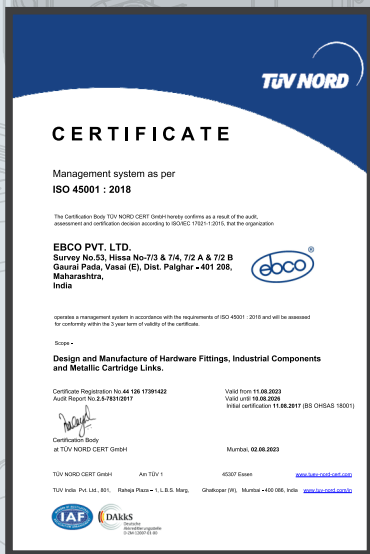 TÜV NORD
CERTIFICATE
Management system as per
ISO 45001 : 2018
The Certification Body TÜV NORD CERT GmbH hereby confirms as a result of the audit,
assessment and certification decision according to ISO/IEC 17021-1:2015, that the organization
EBCO PVT. LTD.
Survey No.53, Hissa No-7/3 & 7/4, 7/2 A & 7/2 B
Gaurai Pada, Vasai (E), Dist. Palghar - 401 208,
Maharashtra,
India
ebco ®
operates a management system in accordance with the requirements of ISO 45001 : 2018 and will be assessed
for conformity within the 3 year term of validity of the certificate.
Scope -
Design and Manufacture of Hardware Fittings, Industrial Components
and Metallic Cartridge Links.
Certificate Registration No.44 126 17391422 Valid from 11.08.2023
Audit Report No.2.5-7831/2017 Valid until 10.08.2026
Initial certification 11.08.2017 (BS OHSAS 18001)
Certification Body
at TÜV NORD CERT GmbH Mumbai, 02.08.2023
TÜV NORD CERT GmbH Am TÜV 1 45307 Essen www.tuev-nord-cert.com
TUV India Pvt. Ltd., 801, Raheja Plaza – 1, L.B.S. Marg, Ghatkopar (W), Mumbai - 400 086, India www.tuv-nord.com/in
IAF
DAkkS
Deutsche
Akkreditierungsstelle
D-ZM-12007-01-00